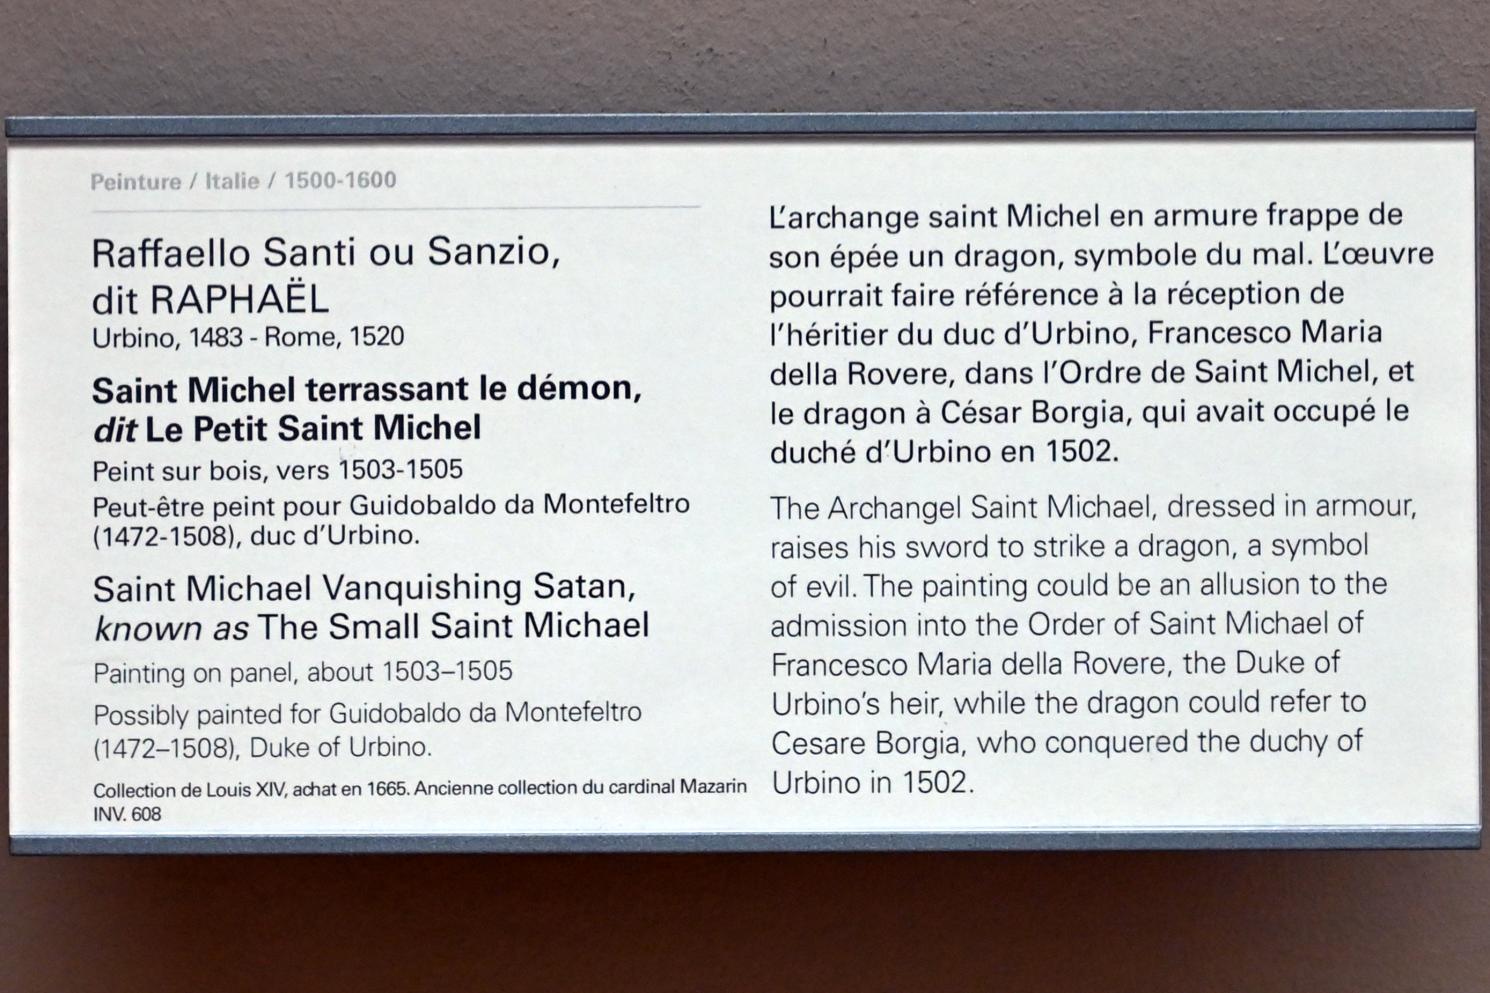 Peinture / Italie / 1500-1600
Raffaello Santi ou Sanzio,
dit RAPHAËL
Urbino, 1483 - Rome, 1520
Saint Michel terrassant le démon,
dit Le Petit Saint Michel
Peint sur bois, vers 1503-1505
Peut-être peint pour Guidobaldo da Montefeltro
(1472-1508), duc d'Urbino.
Saint Michael Vanquishing Satan,
known as The Small Saint Michael
Painting on panel, about 1503–1505
Possibly painted for Guidobaldo da Montefeltro
(1472–1508), Duke of Urbino.
Collection de Louis XIV, achat en 1665. Ancienne collection du cardinal Mazarin
INV. 608
L'archange saint Michel en armure frappe de
son épée un dragon, symbole du mal. L'œuvre
pourrait faire référence à la réception de
l'héritier du duc d'Urbino, Francesco Maria
della Rovere, dans l'Ordre de Saint Michel, et
le dragon à César Borgia, qui avait occupé le
duché d'Urbino en 1502.
The Archangel Saint Michael, dressed in armour,
raises his sword to strike a dragon, a symbol
of evil. The painting could be an allusion to the
admission into the Order of Saint Michael of
Francesco Maria della Rovere, the Duke of
Urbino's heir, while the dragon could refer to
Cesare Borgia, who conquered the duchy of
Urbino in 1502.